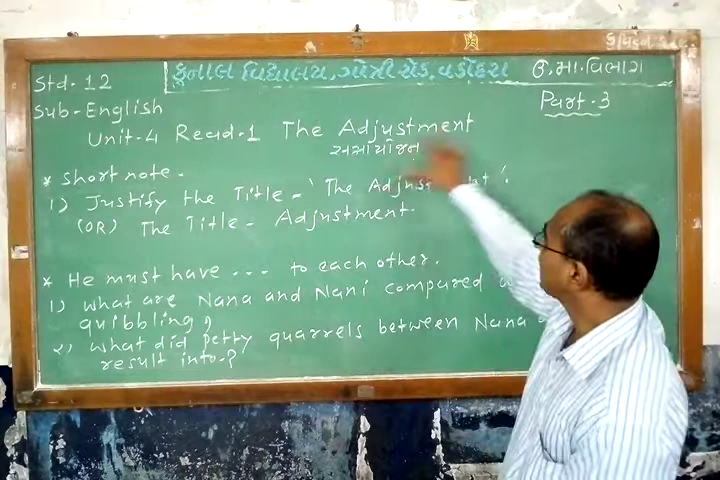 Std. 12
કુનાલ વિદ્યાલય, ગોત્રી રોડ, વડોદરા
ઉ.મા.વિભાગ
Sub-English
Part-3
Unit-4 Read-1 The Adjustment
સમાયોજન
* Short note -
1) Justify the Title - 'The
(OR) The Title - Adjustment.
* He must have --- to each other.
1) what are Nana and Nani compared
quibbling?
2) what did petty quarrels between Nana
result into-?